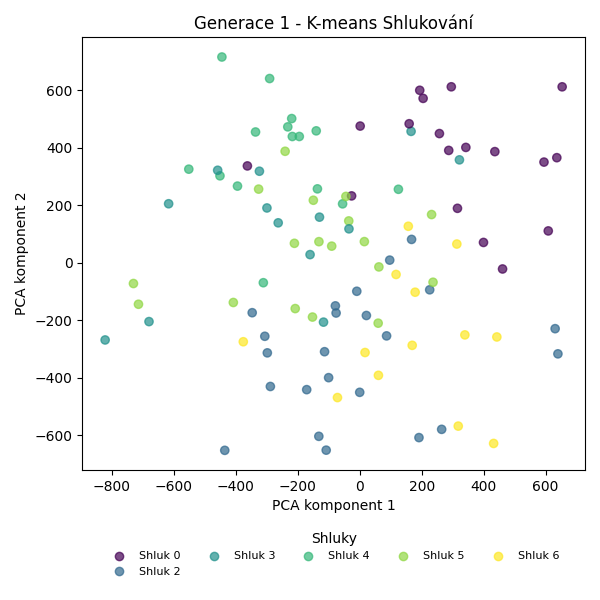 Generace 1 - K-means Shlukování
PCA komponent 2
600
400
200
0
−200
−400
−600
−800 −600 −400 −200 0 200 400 600
PCA komponent 1
Shluky
Shluk 0 Shluk 3 Shluk 4 Shluk 5 Shluk 6
Shluk 2